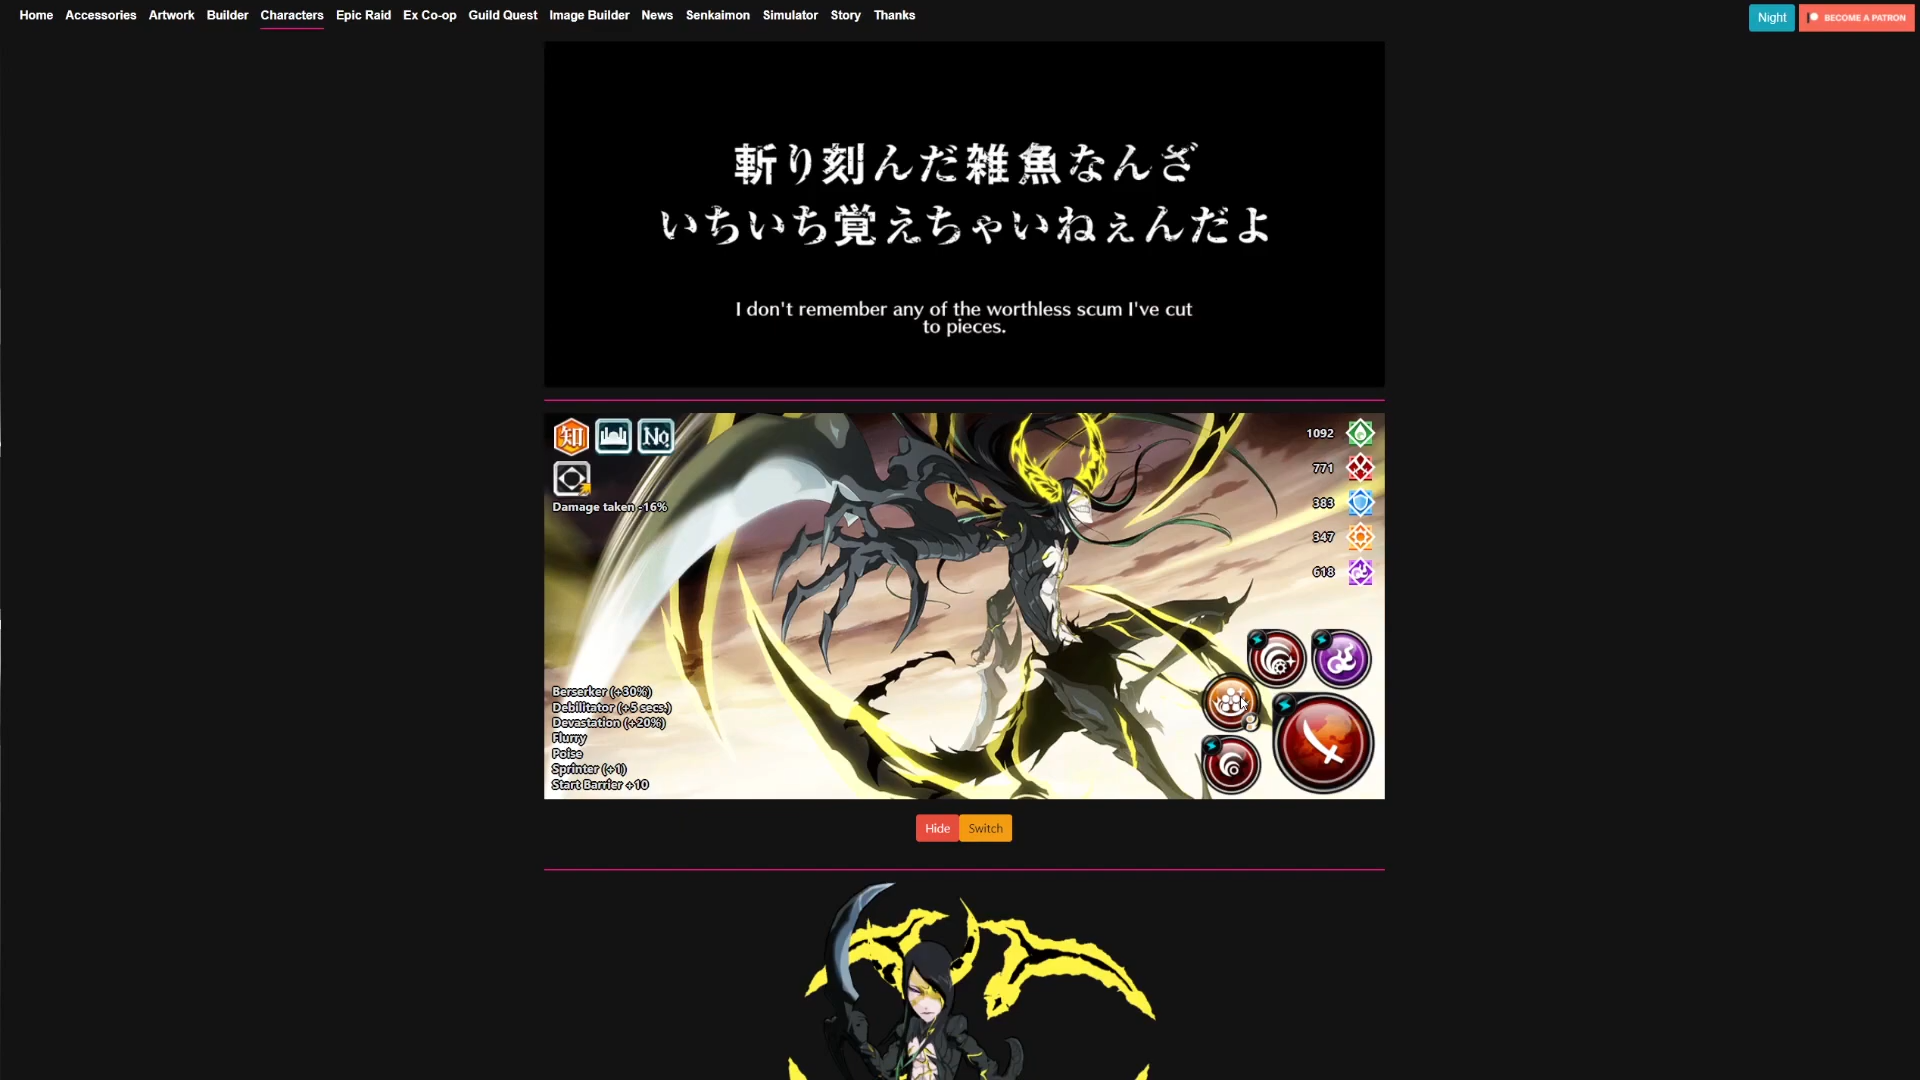 Home Accessories Artwork Builder Characters Epic Raid Ex Co-op Guild Quest Image Builder News Senkaimon Simulator Story Thanks
Night BECOME A PATRON
斬り刻んだ雑魚なんざ
いちいち覚えちゃいねぇんだよ
I don't remember any of the worthless scum I've cut
to pieces.
知 No.
Damage taken -16%
1092
771
383
347
618
Berserker (+30%)
Debilitator (+5 secs.)
Devastation (+20%)
Flurry
Poise
Sprinter (+1)
Start Barrier +10
8
Hide Switch